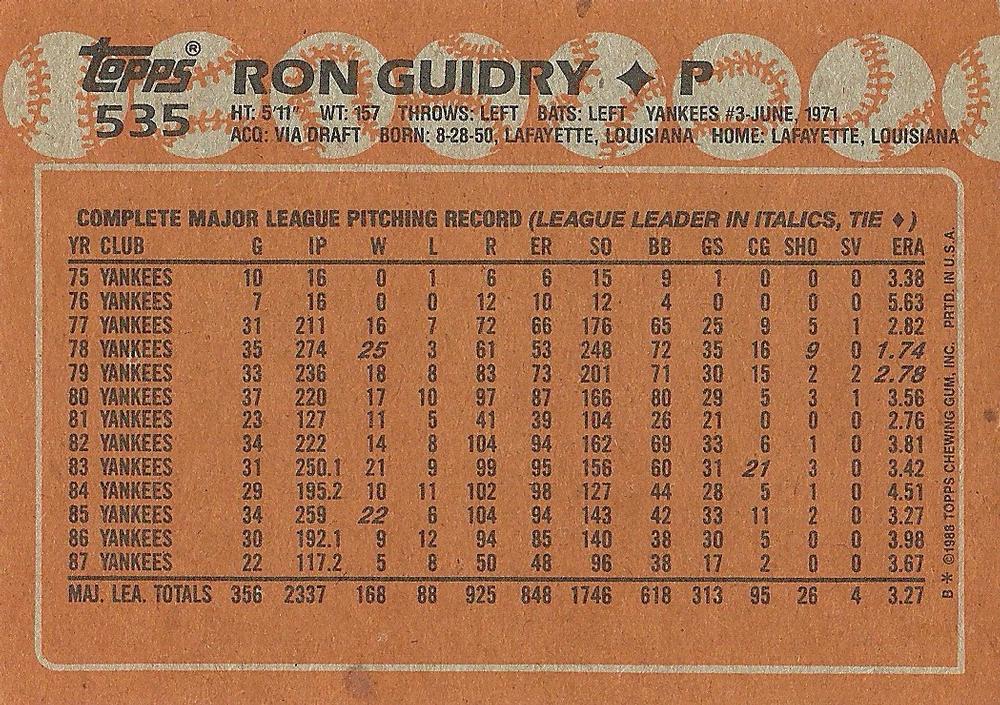 topps® RON GUIDRY ✦ P
535 HT: 5'11" WT: 157 THROWS: LEFT BATS: LEFT YANKEES #3-JUNE, 1971
ACQ: VIA DRAFT BORN: 8-28-50, LAFAYETTE, LOUISIANA HOME: LAFAYETTE, LOUISIANA
COMPLETE MAJOR LEAGUE PITCHING RECORD (LEAGUE LEADER IN ITALICS, TIE ♦)
YR CLUB G IP W L R ER SO BB GS CG SHO SV ERA
75 YANKEES 10 16 0 1 6 6 15 9 1 0 0 0 3.38
76 YANKEES 7 16 0 0 12 10 12 4 0 0 0 0 5.63
77 YANKEES 31 211 16 7 72 66 176 65 25 9 5 1 2.82
78 YANKEES 35 274 25 3 61 53 248 72 35 16 9 0 1.74
79 YANKEES 33 236 18 8 83 73 201 71 30 15 2 2 2.78
80 YANKEES 37 220 17 10 97 87 166 80 29 5 3 1 3.56
81 YANKEES 23 127 11 5 41 39 104 26 21 0 0 0 2.76
82 YANKEES 34 222 14 8 104 94 162 69 33 6 1 0 3.81
83 YANKEES 31 250.1 21 9 99 95 156 60 31 21 3 0 3.42
84 YANKEES 29 195.2 10 11 102 98 127 44 28 5 1 0 4.51
85 YANKEES 34 259 22 6 104 94 143 42 33 11 2 0 3.27
86 YANKEES 30 192.1 9 12 94 85 140 38 30 5 0 0 3.98
87 YANKEES 22 117.2 5 8 50 48 96 38 17 2 0 0 3.67
MAJ. LEA. TOTALS 356 2337 168 88 925 848 1746 618 313 95 26 4 3.27
B * ©1988 TOPPS CHEWING GUM, INC. PRTD. IN U.S.A.